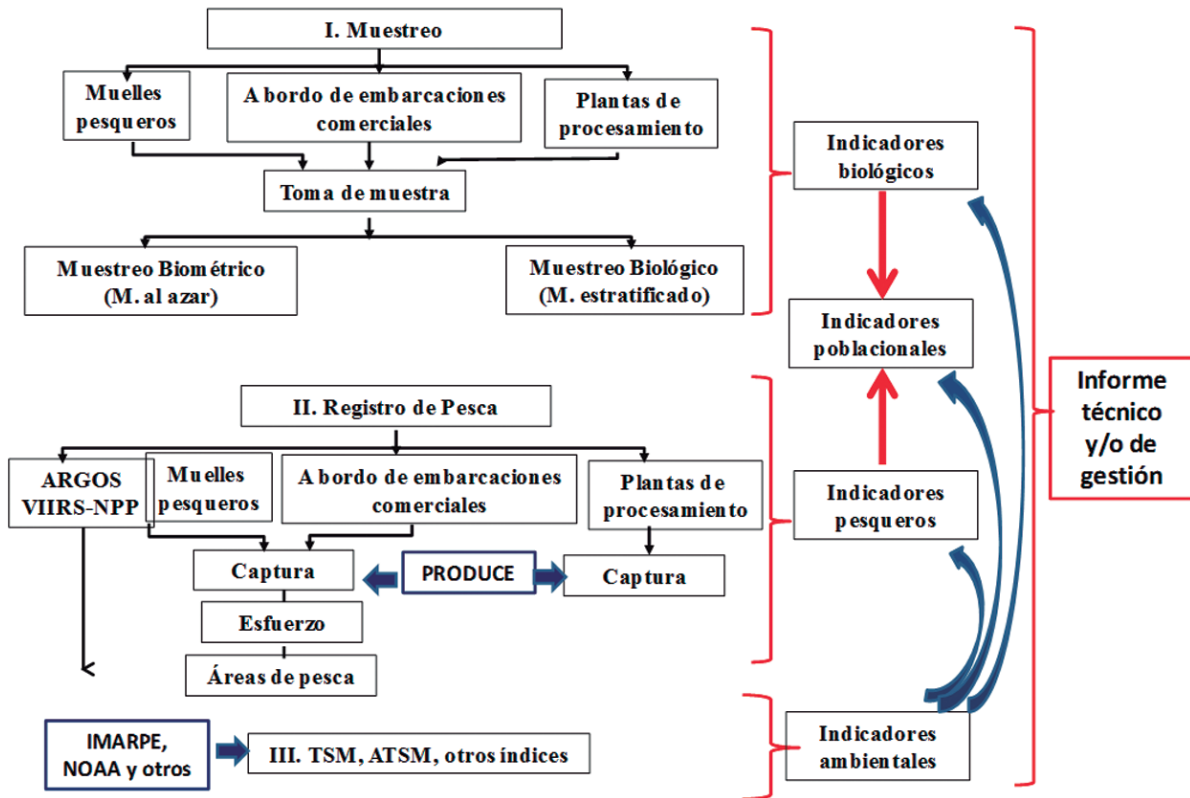 I. Muestreo
Muelles
pesqueros
A bordo de embarcaciones
comerciales
Plantas de
procesamiento
Toma de muestra
Muestreo Biométrico
(M. al azar)
Muestreo Biológico
(M. estratificado)
II. Registro de Pesca
ARGOS
VIIRS-NPP
Muelles
pesqueros
A bordo de embarcaciones
comerciales
Plantas de
procesamiento
Captura
PRODUCE
Captura
Esfuerzo
Áreas de pesca
IMARPE,
NOAA y otros
III. TSM, ATSM, otros índices
Indicadores
biológicos
Indicadores
poblacionales
Indicadores
pesqueros
Indicadores
ambientales
Informe
técnico
y/o de
gestión